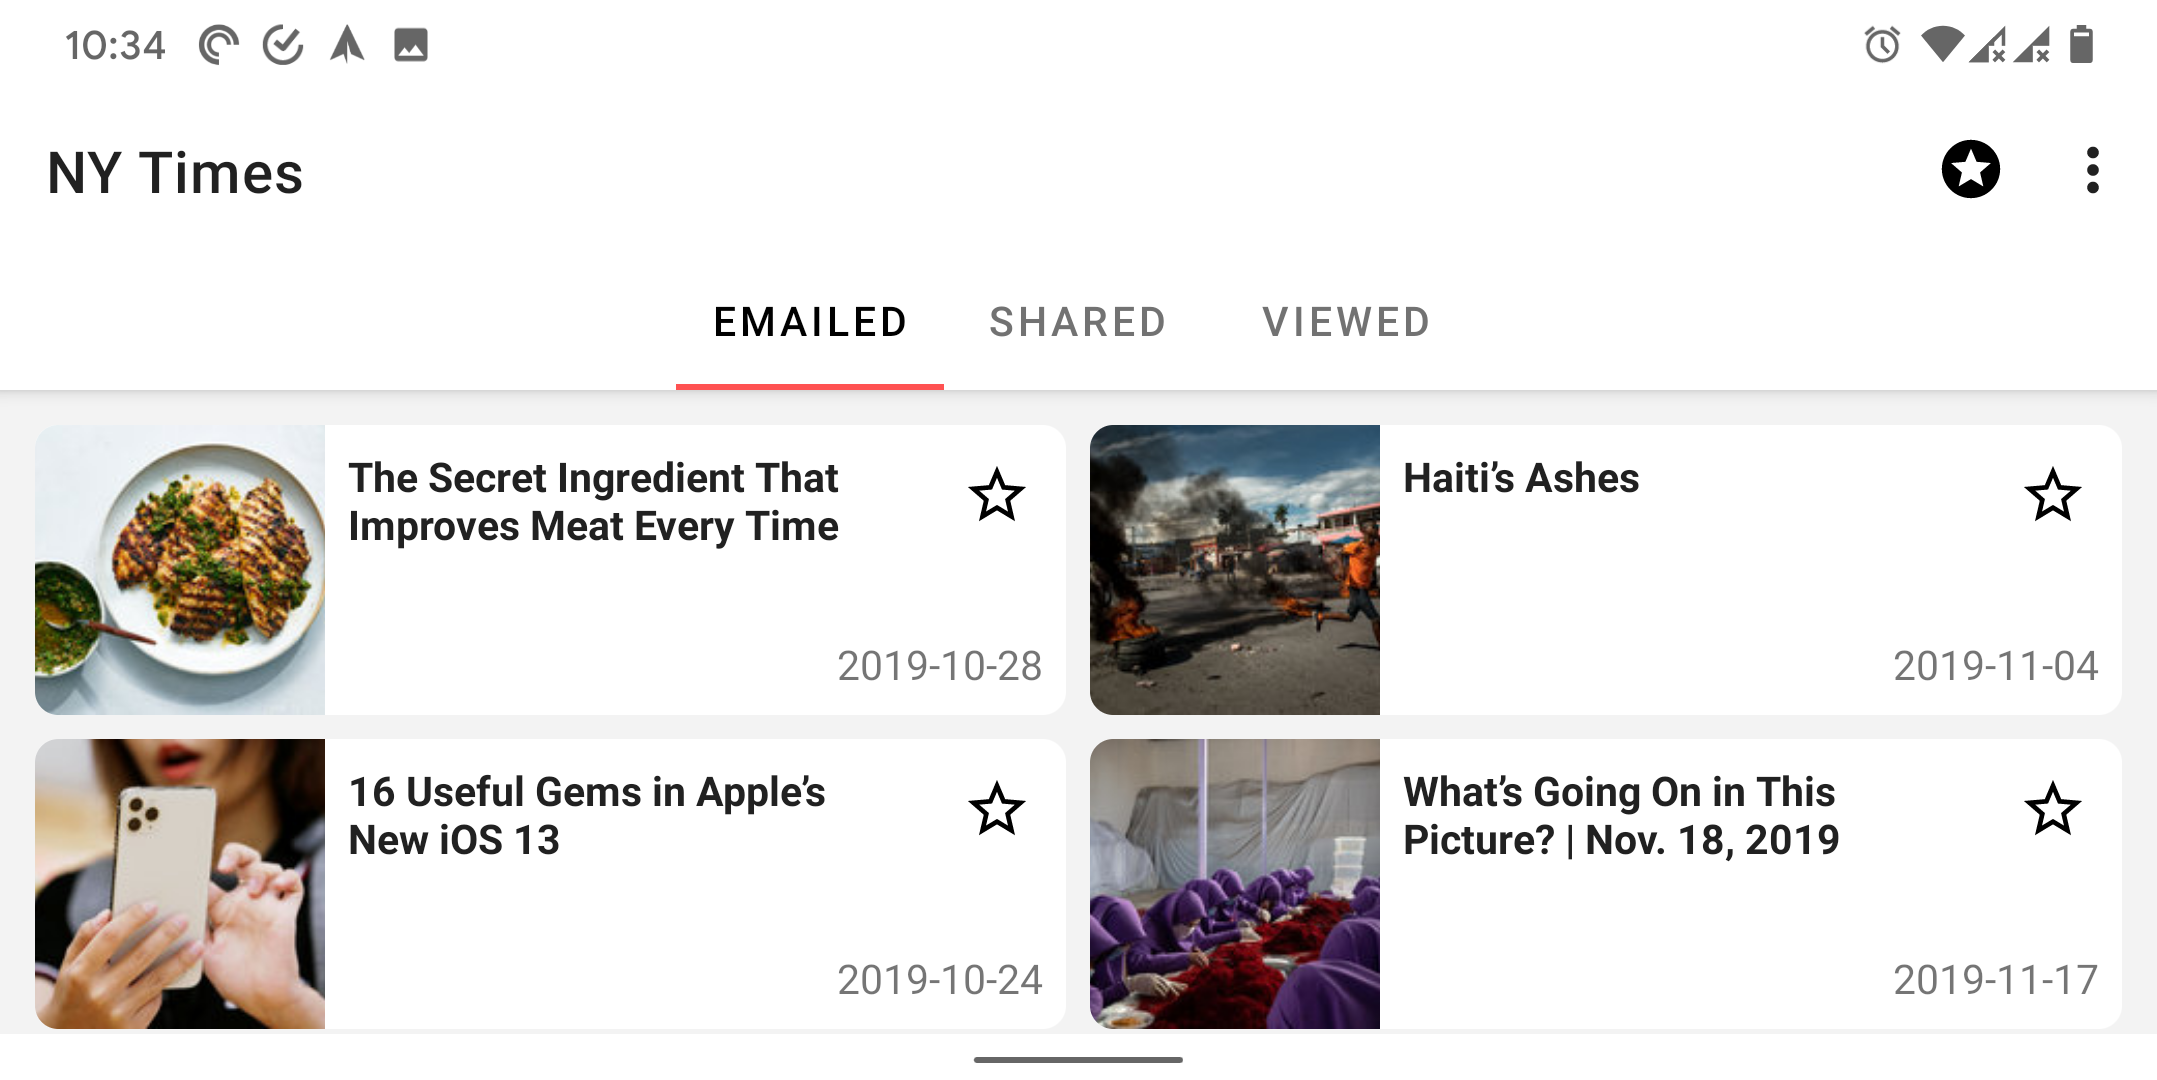 10:34
NY Times
EMAILED
SHARED
VIEWED
The Secret Ingredient That
Improves Meat Every Time
2019-10-28
Haiti’s Ashes
2019-11-04
16 Useful Gems in Apple’s
New iOS 13
2019-10-24
What’s Going On in This
Picture? | Nov. 18, 2019
2019-11-17